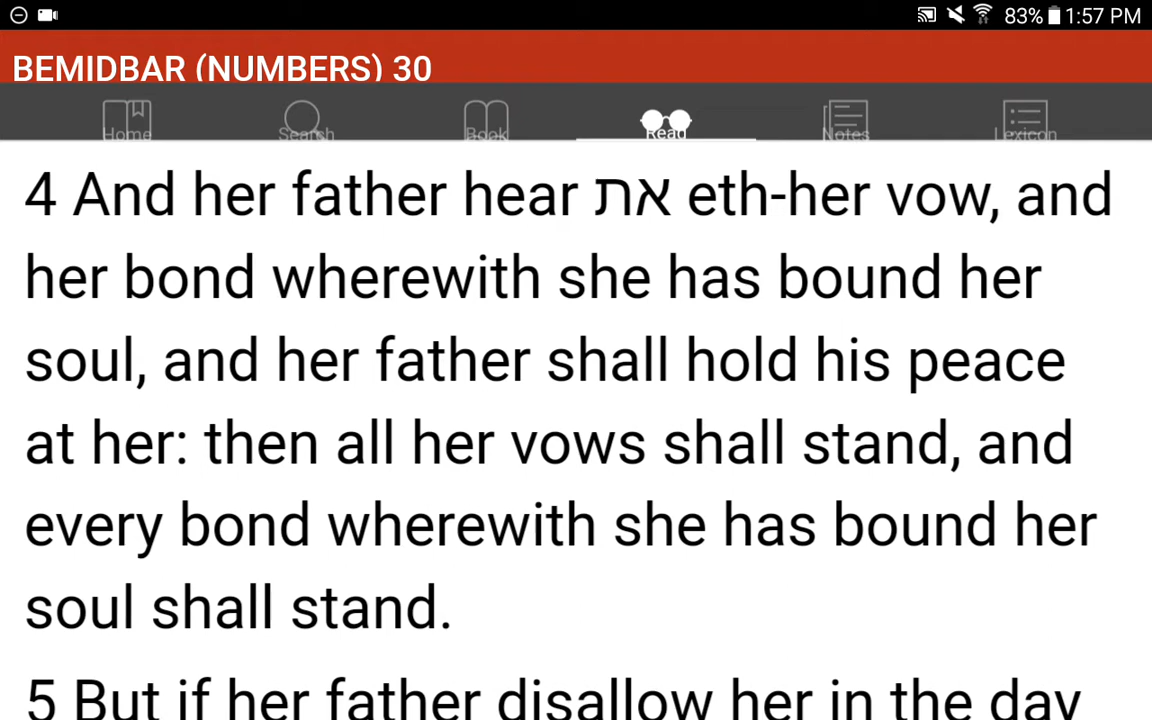 83% 1:57 PM
BEMIDBAR (NUMBERS) 30
Home Search Book Read Notes Lexicon
4 And her father hear את eth-her vow, and
her bond wherewith she has bound her
soul, and her father shall hold his peace
at her: then all her vows shall stand, and
every bond wherewith she has bound her
soul shall stand.
5 But if her father disallow her in the day